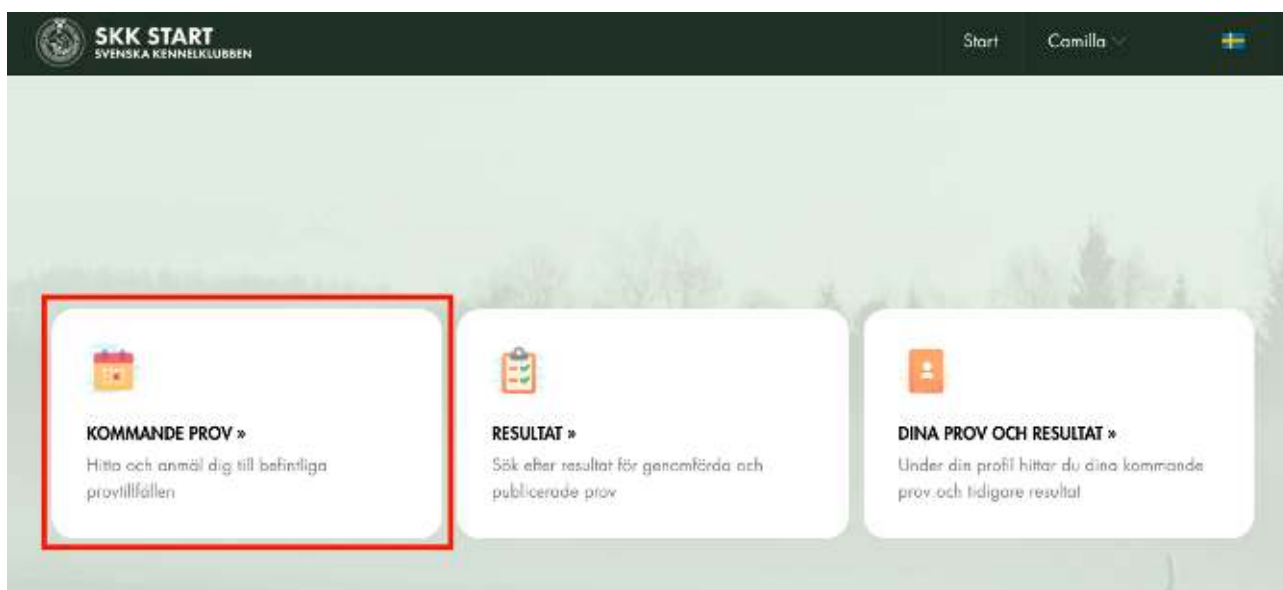 SKK START
SVENSKA KENNELKLUBBEN
Start
Camilla
KOMMANDE PROV »
Hitta och anmäl dig till befintliga
provtillfällen
RESULTAT »
Sök efter resultat för genomförda och
publicerade prov
DINA PROV OCH RESULTAT »
Under din profil hittar du dina kommande
prov och tidigare resultat